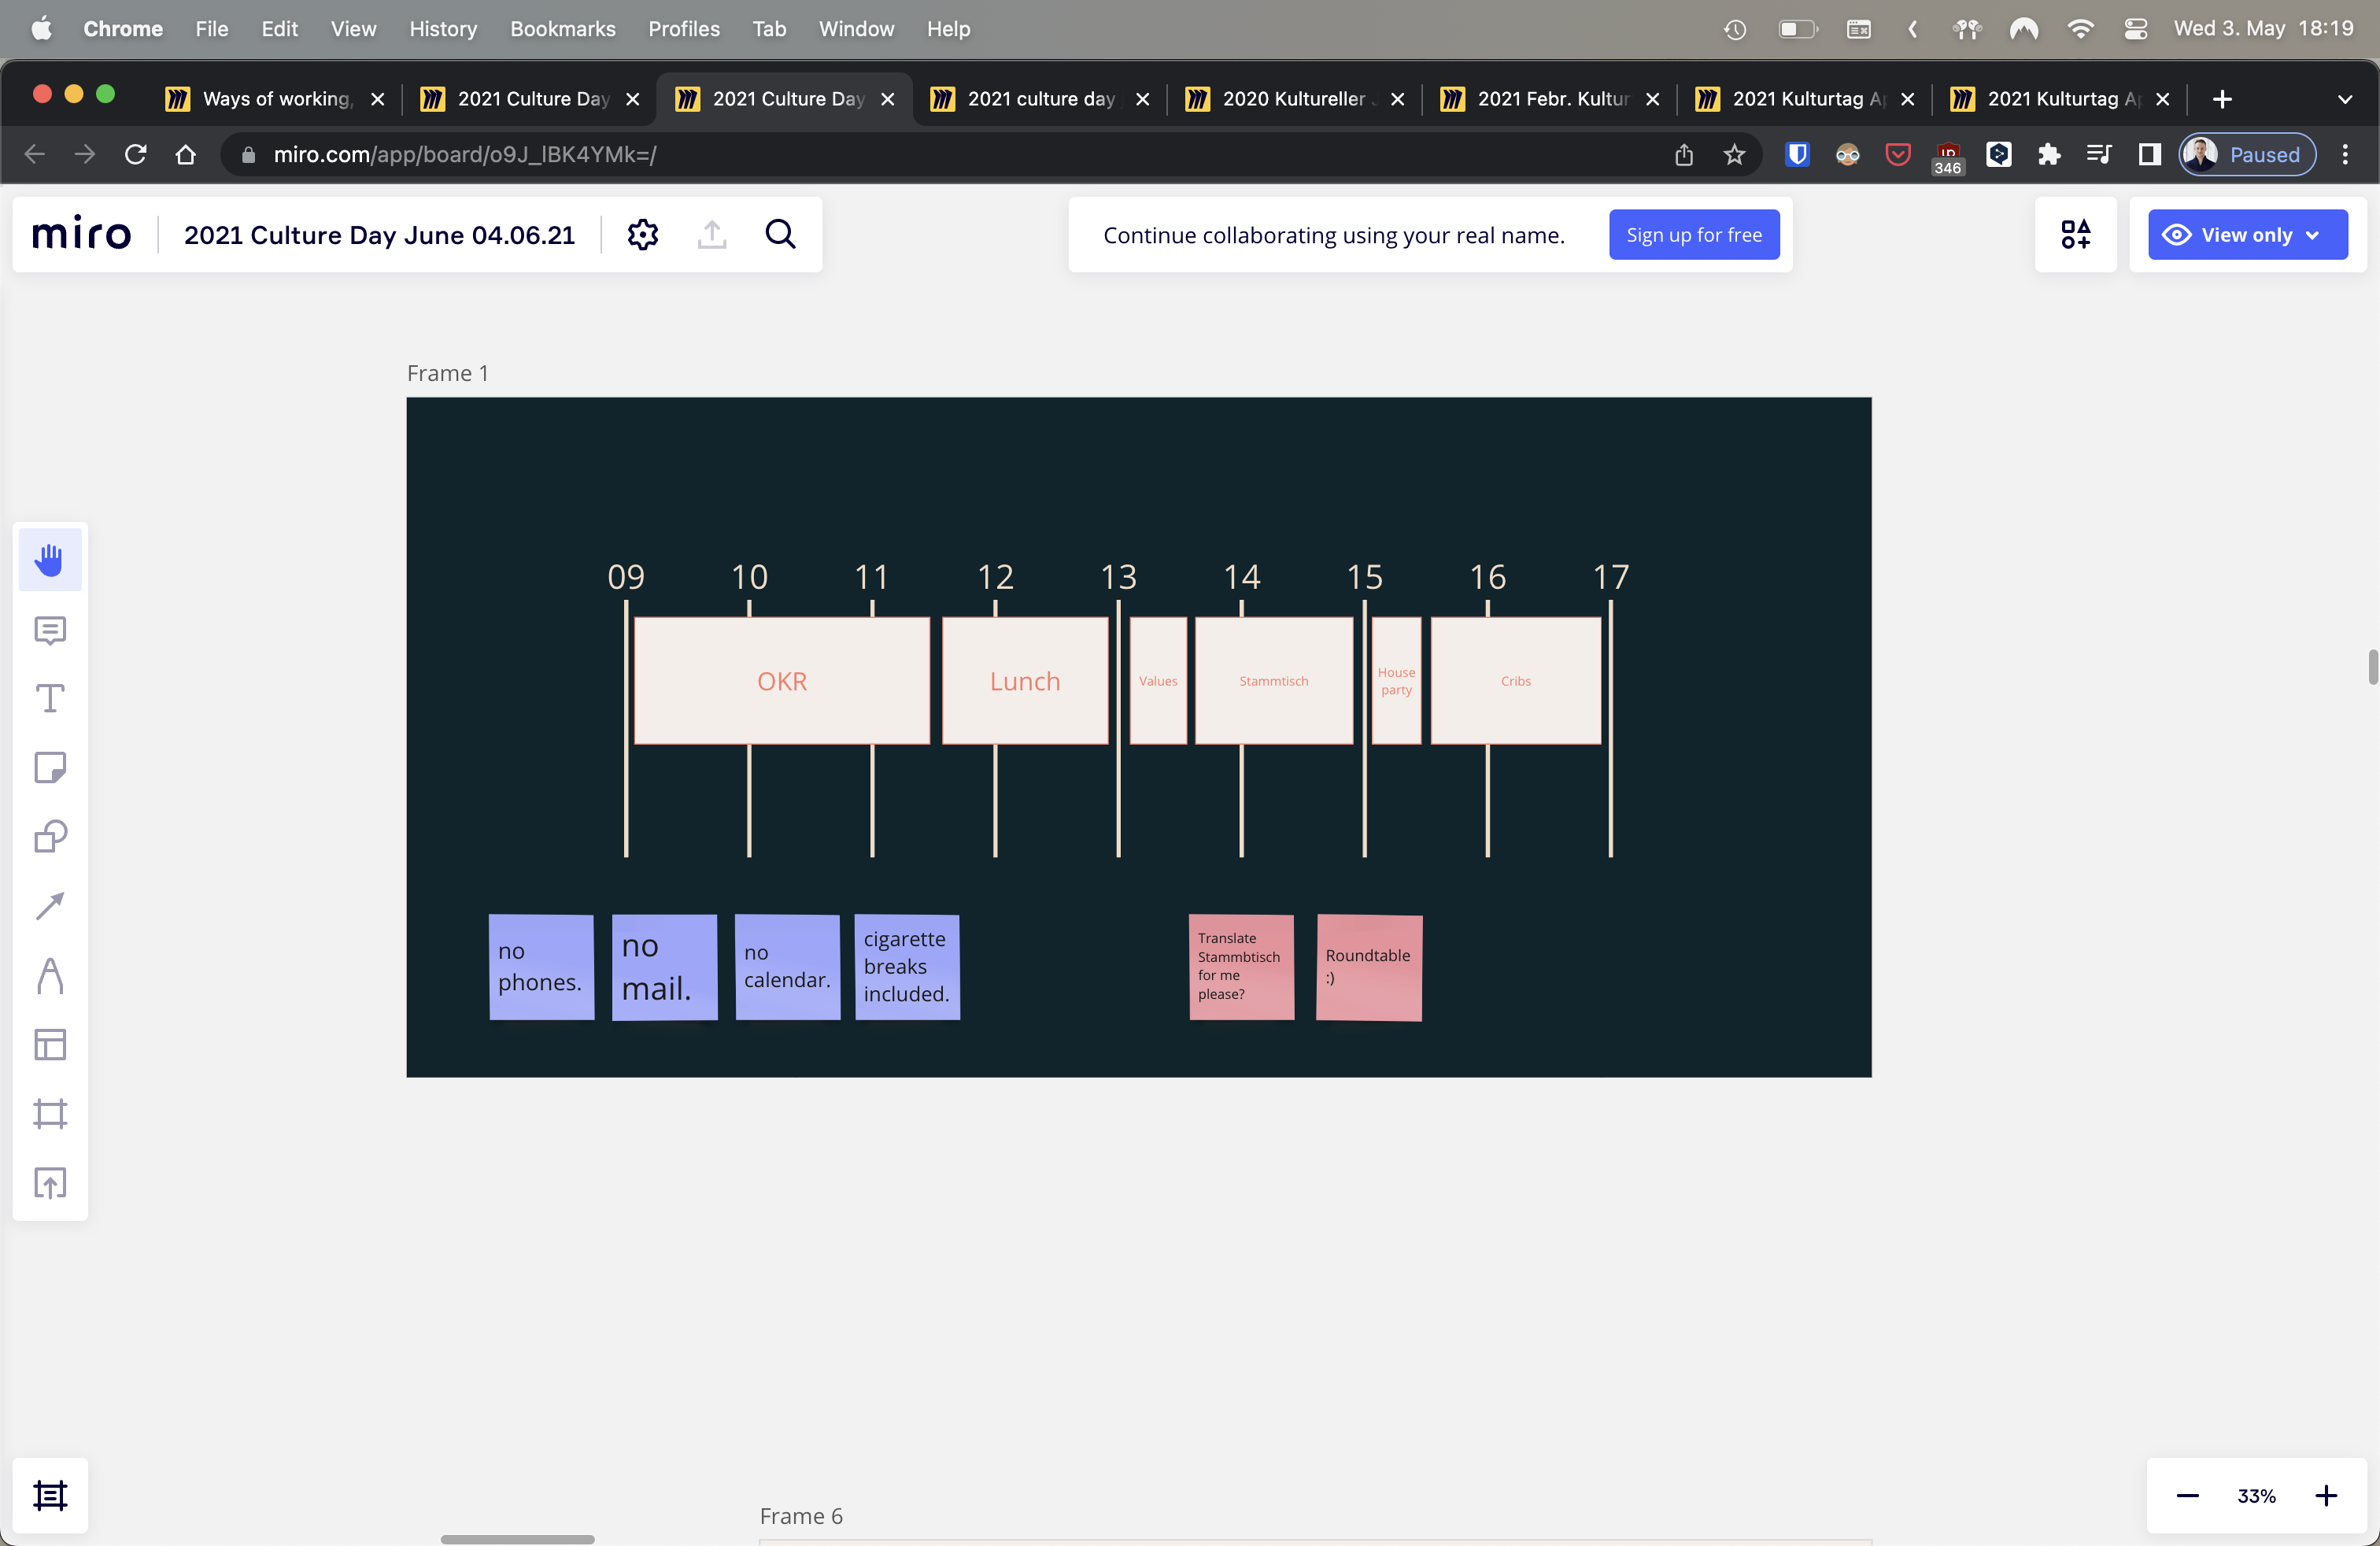 Chrome File Edit View History Bookmarks Profiles Tab Window Help
Wed 3. May 18:19
Ways of working,
2021 Culture Day
2021 Culture Day
2021 culture day
2020 Kultureller
2021 Febr. Kultur
2021 Kulturtag Ap
2021 Kulturtag Ap
miro.com/app/board/o9J_lBK4YMk=/
346
Paused
miro
2021 Culture Day June 04.06.21
Continue collaborating using your real name.
Sign up for free
View only
Frame 1
09 10 11 12 13 14 15 16 17
OKR
Lunch
Values
Stammtisch
House
party
Cribs
no
phones.
no
mail.
no
calendar.
cigarette
breaks
included.
Translate
Stammbtisch
for me
please?
Roundtable
:)
Frame 6
33%